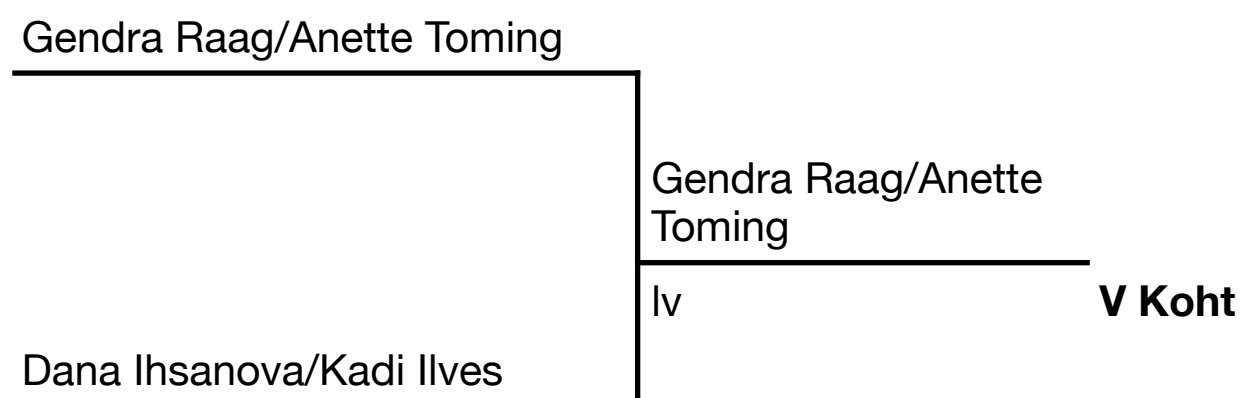 Gendra Raag/Anette Toming
Gendra Raag/Anette
Toming
lv
V Koht
Dana Ihsanova/Kadi Ilves